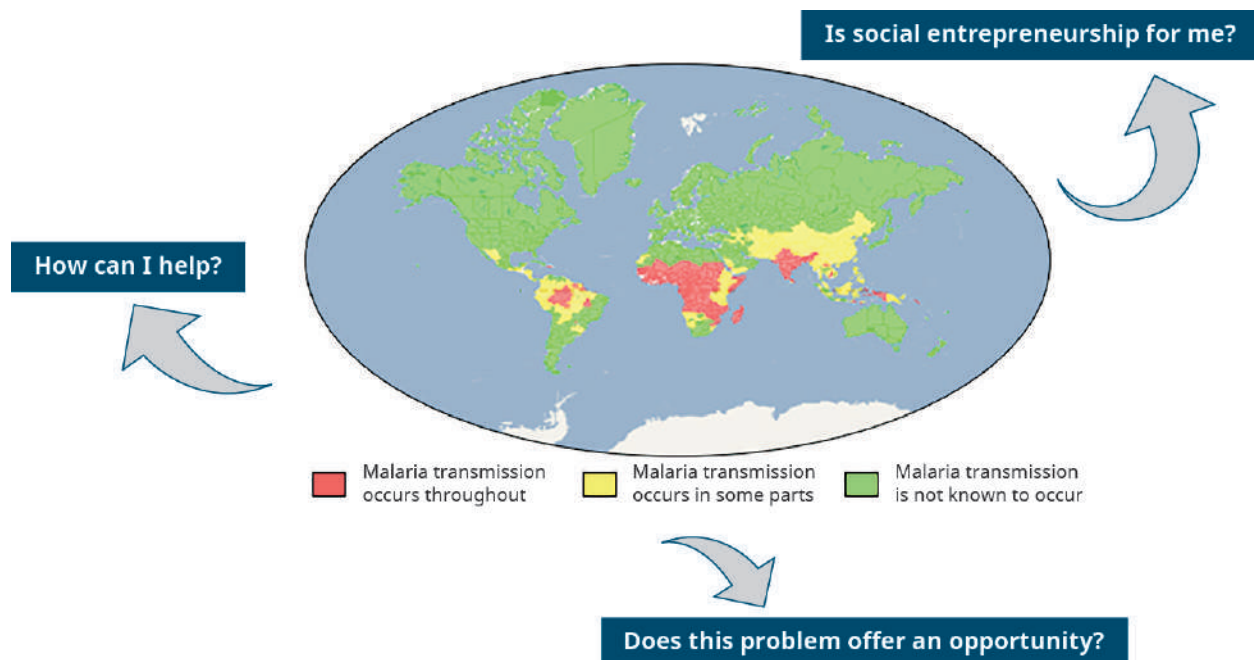 Is social entrepreneurship for me?
How can I help?
Malaria transmission
occurs throughout
Malaria transmission
occurs in some parts
Malaria transmission
is not known to occur
Does this problem offer an opportunity?